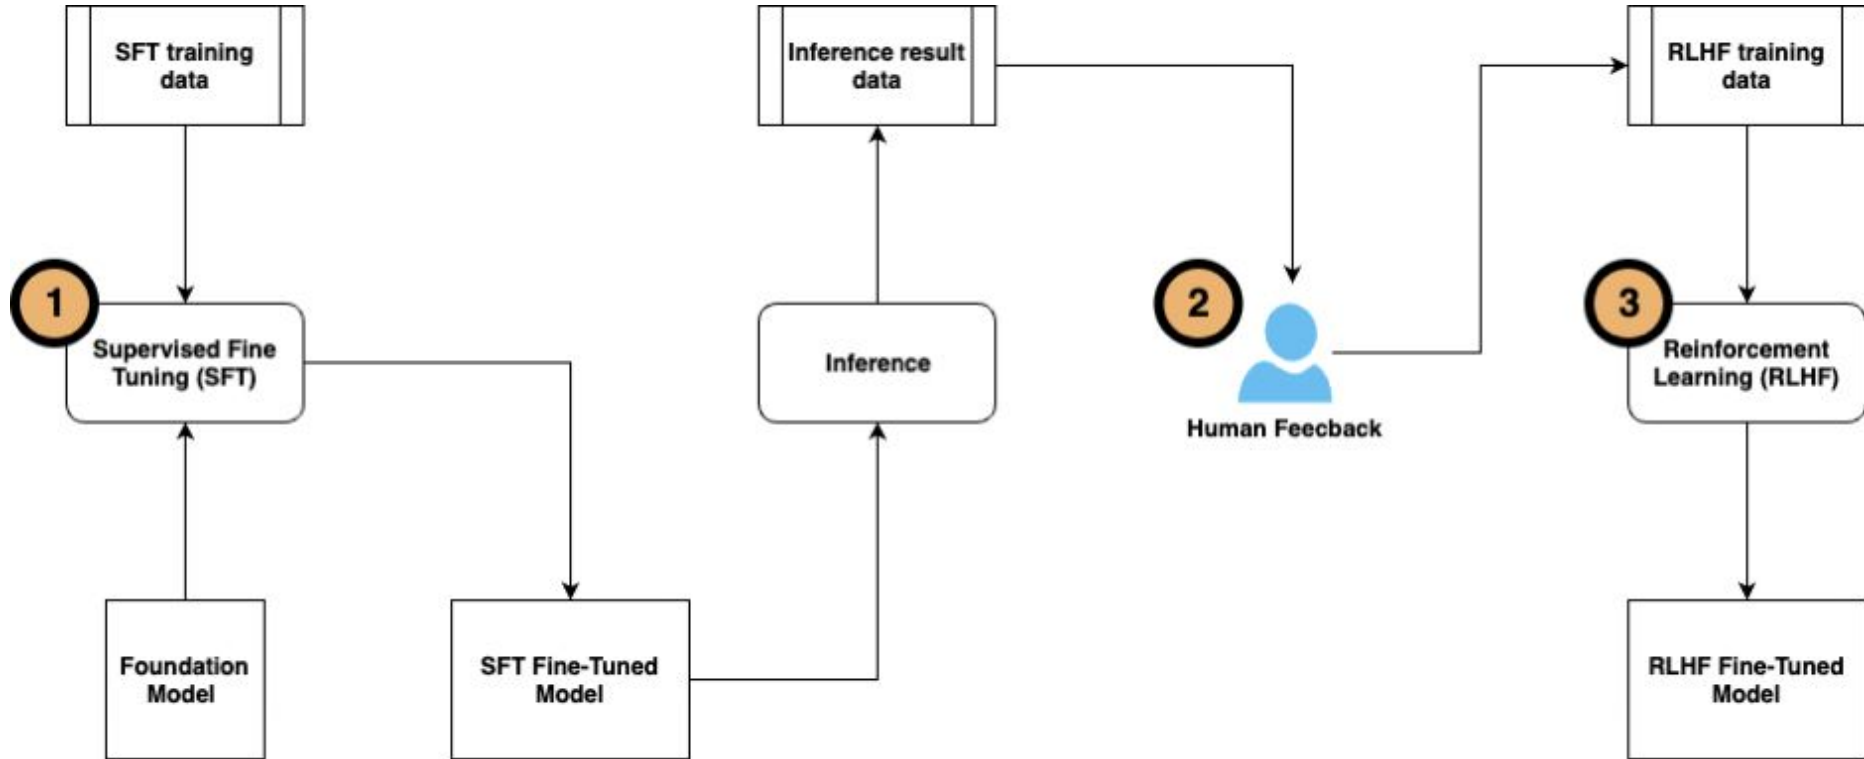 SFT training
data
Inference result
data
RLHF training
data
1
Supervised Fine
Tuning (SFT)
Inference
2
Human Feecback
3
Reinforcement
Learning (RLHF)
Foundation
Model
SFT Fine-Tuned
Model
RLHF Fine-Tuned
Model